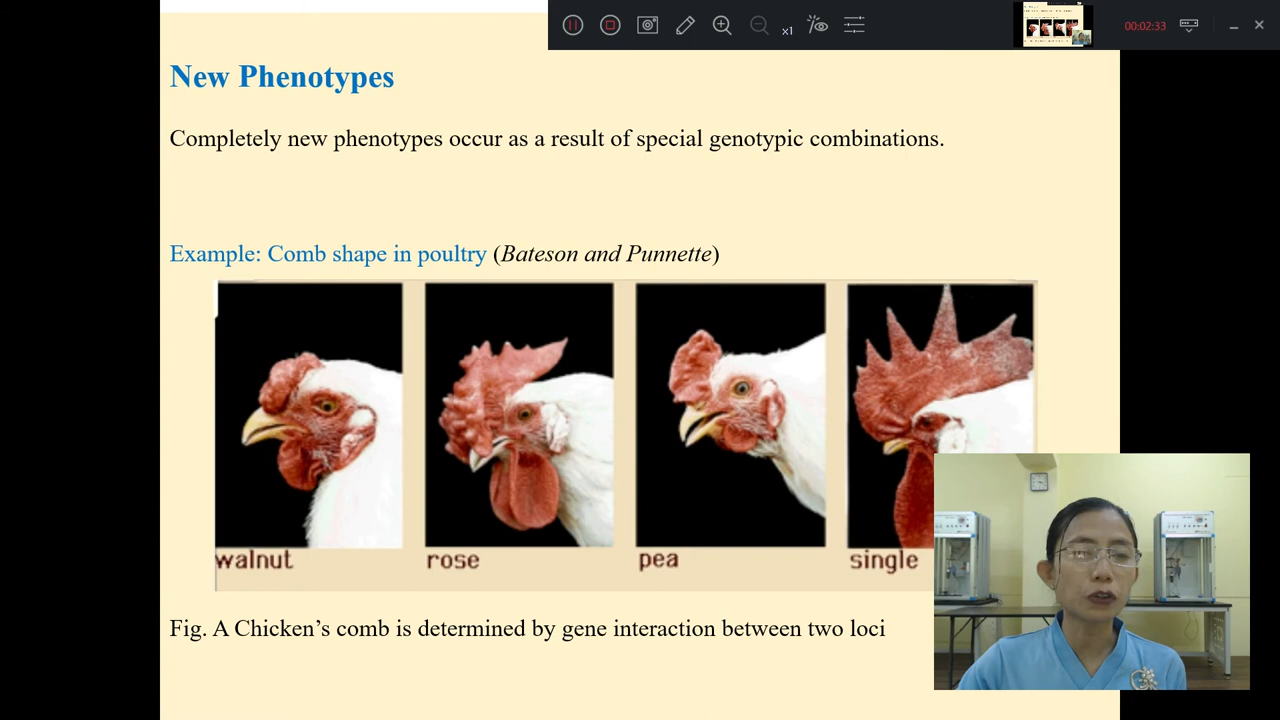 x1
00:02:33
New Phenotypes
Completely new phenotypes occur as a result of special genotypic combinations.
Example: Comb shape in poultry (Bateson and Punnette)
walnut rose pea single
Fig. A Chicken’s comb is determined by gene interaction between two loci